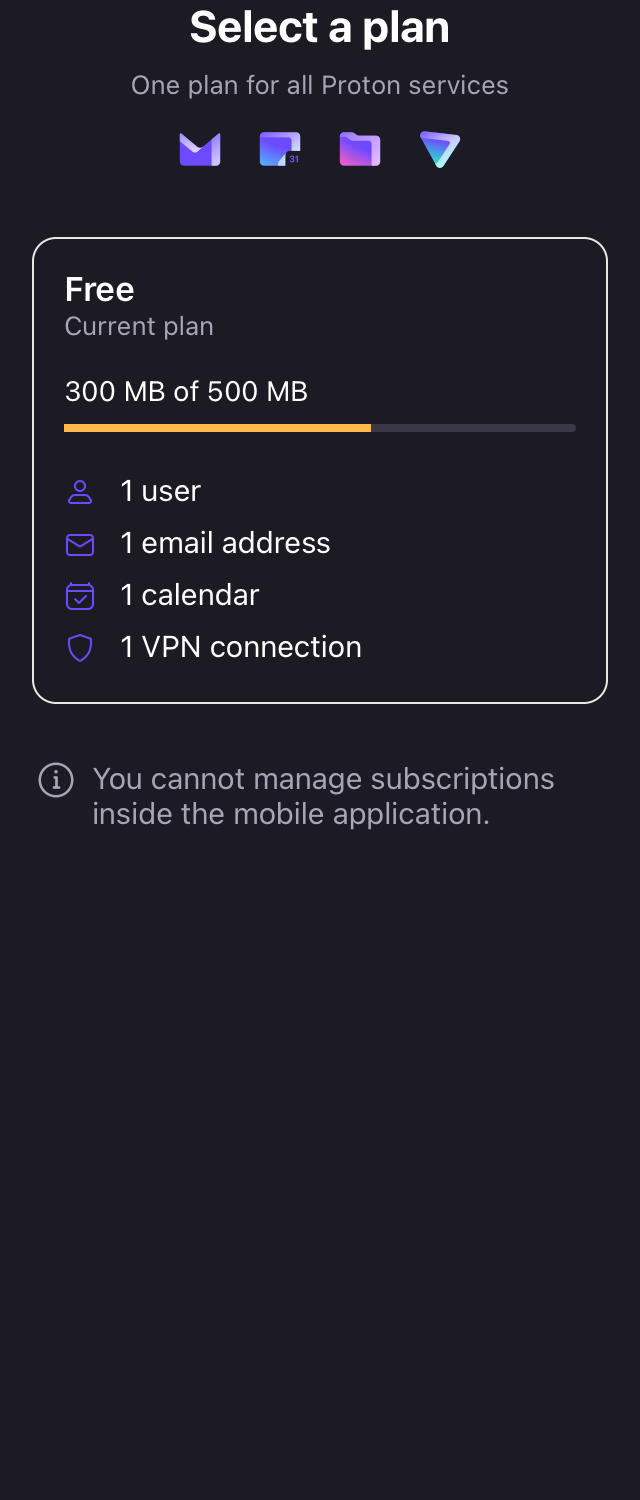 Select a plan
One plan for all Proton services
31
Free
Current plan
300 MB of 500 MB
1 user
1 email address
1 calendar
1 VPN connection
You cannot manage subscriptions
inside the mobile application.